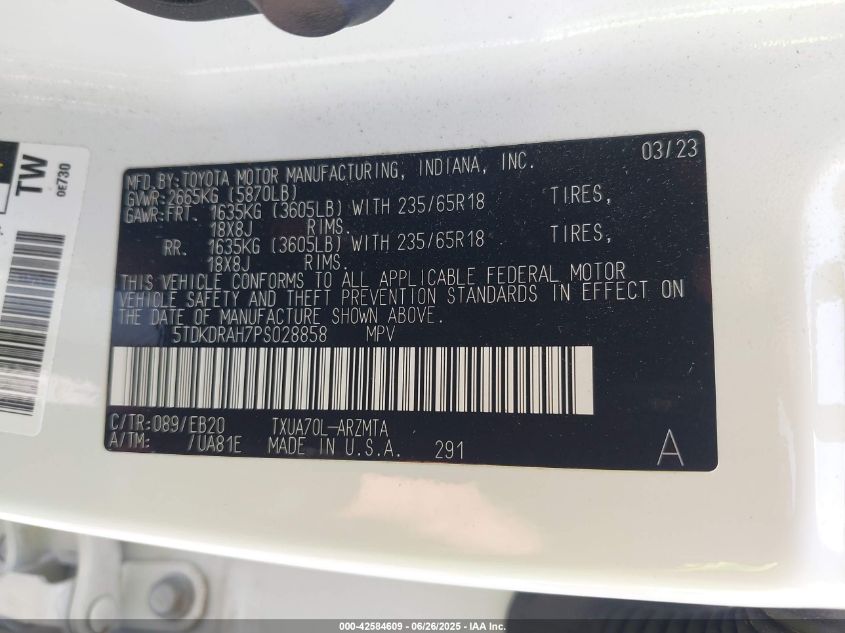 MFD.BY:TOYOTA MOTOR MANUFACTURING, INDIANA, INC. 03/23
GVWR:2665KG (5870LB)
GAWR:FRT. 1635KG (3605LB) WITH 235/65R18 TIRES,
18X8J RIMS.
RR. 1635KG (3605LB) WITH 235/65R18 TIRES,
18X8J RIMS.
THIS VEHICLE CONFORMS TO ALL APPLICABLE FEDERAL MOTOR
VEHICLE SAFETY AND THEFT PREVENTION STANDARDS IN EFFECT ON
THE DATE OF MANUFACTURE SHOWN ABOVE.
5TDKDRAH7PS028858 MPV
C/TR:089/EB20 TXUA70L-ARZMTA
A/TM: /UA81E MADE IN U.S.A. 291 A
TW
0E730
000-42584609 - 06/26/2025 - IAA Inc.